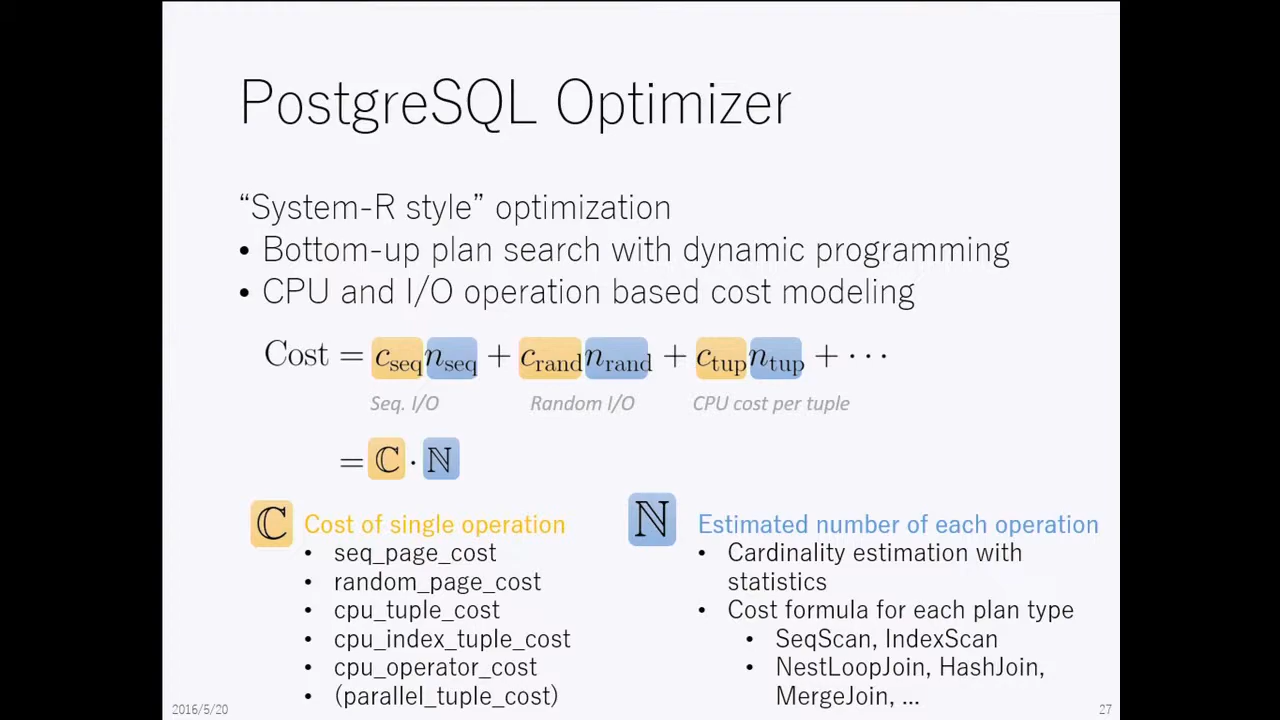 PostgreSQL Optimizer
“System-R style” optimization
• Bottom-up plan search with dynamic programming
• CPU and I/O operation based cost modeling
Cost = c_seq n_seq + c_rand n_rand + c_tup n_tup + ···
Seq. I/O Random I/O CPU cost per tuple
= ℂ · ℕ
ℂ Cost of single operation
• seq_page_cost
• random_page_cost
• cpu_tuple_cost
• cpu_index_tuple_cost
• cpu_operator_cost
• (parallel_tuple_cost)
ℕ Estimated number of each operation
• Cardinality estimation with
statistics
• Cost formula for each plan type
• SeqScan, IndexScan
• NestLoopJoin, HashJoin,
MergeJoin, ...
2016/5/20
27